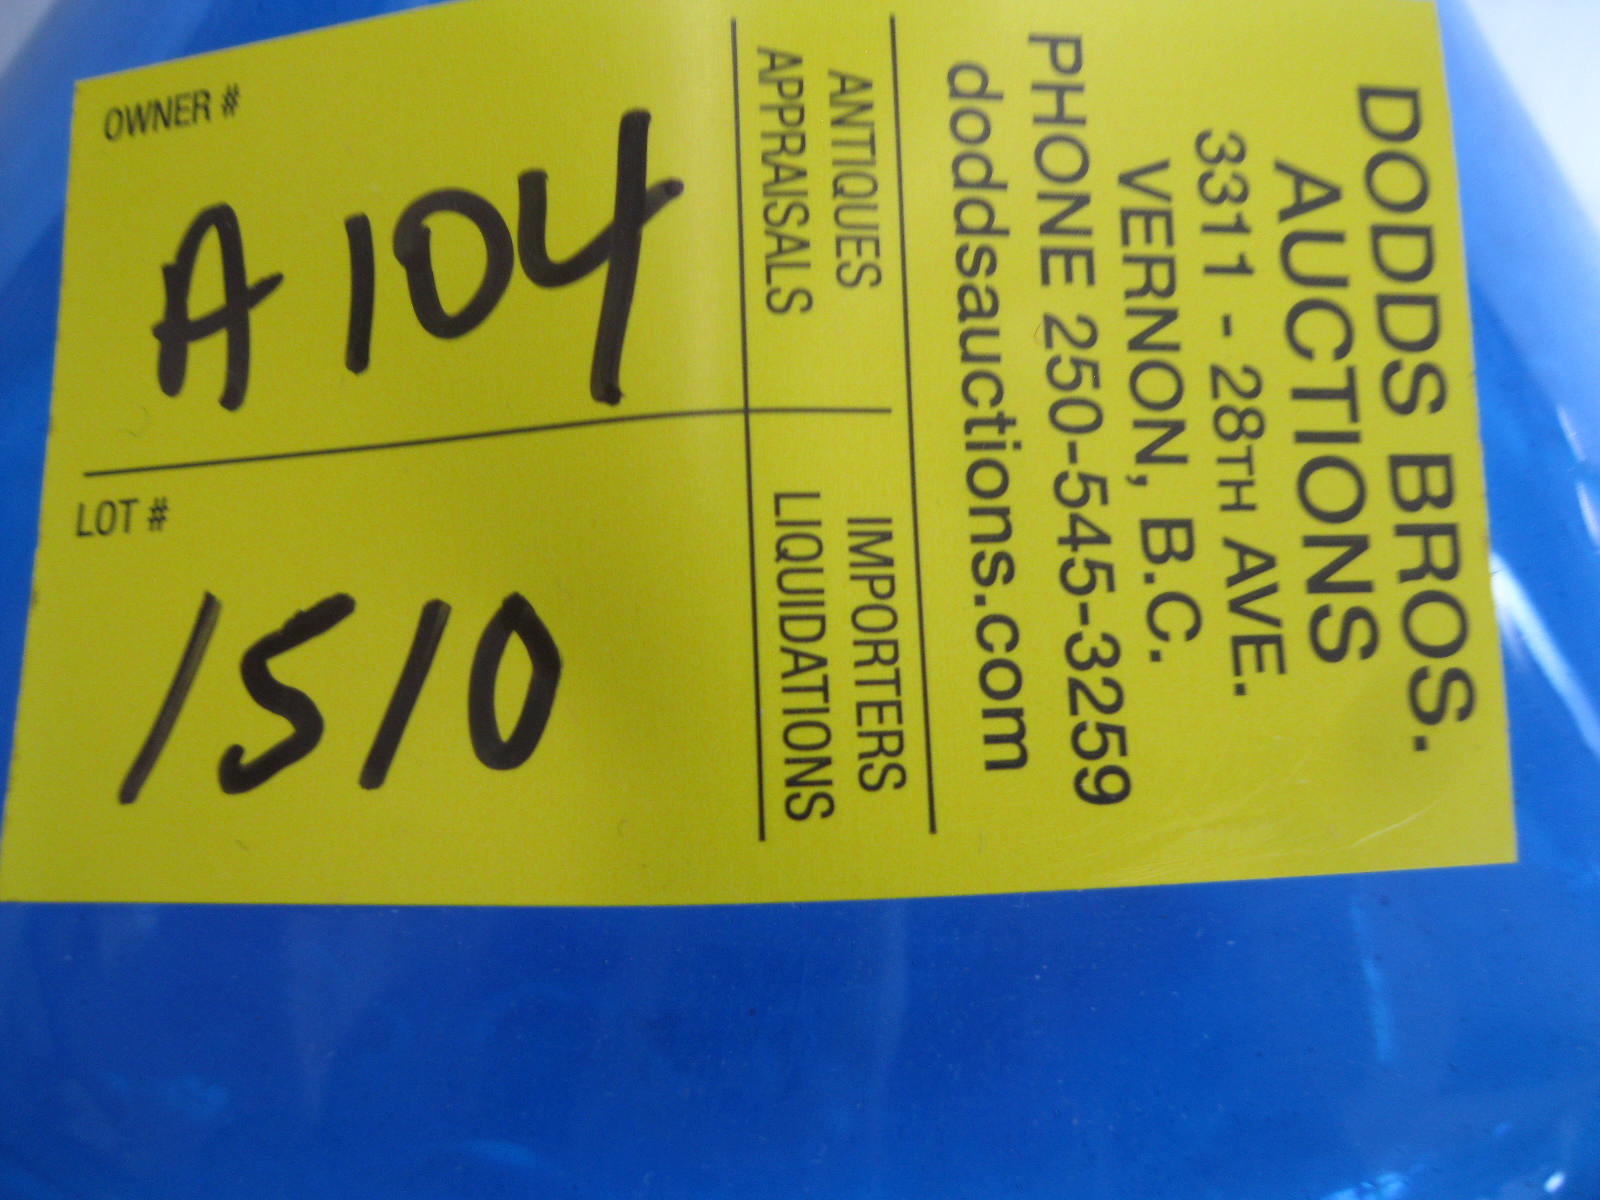 DODDS BROS.
AUCTIONS
3311 - 28TH AVE.
VERNON, B.C.
PHONE 250-545-3259
doddsauctions.com
ANTIQUES
APPRAISALS
IMPORTERS
LIQUIDATIONS
OWNER #
A104
LOT #
1510